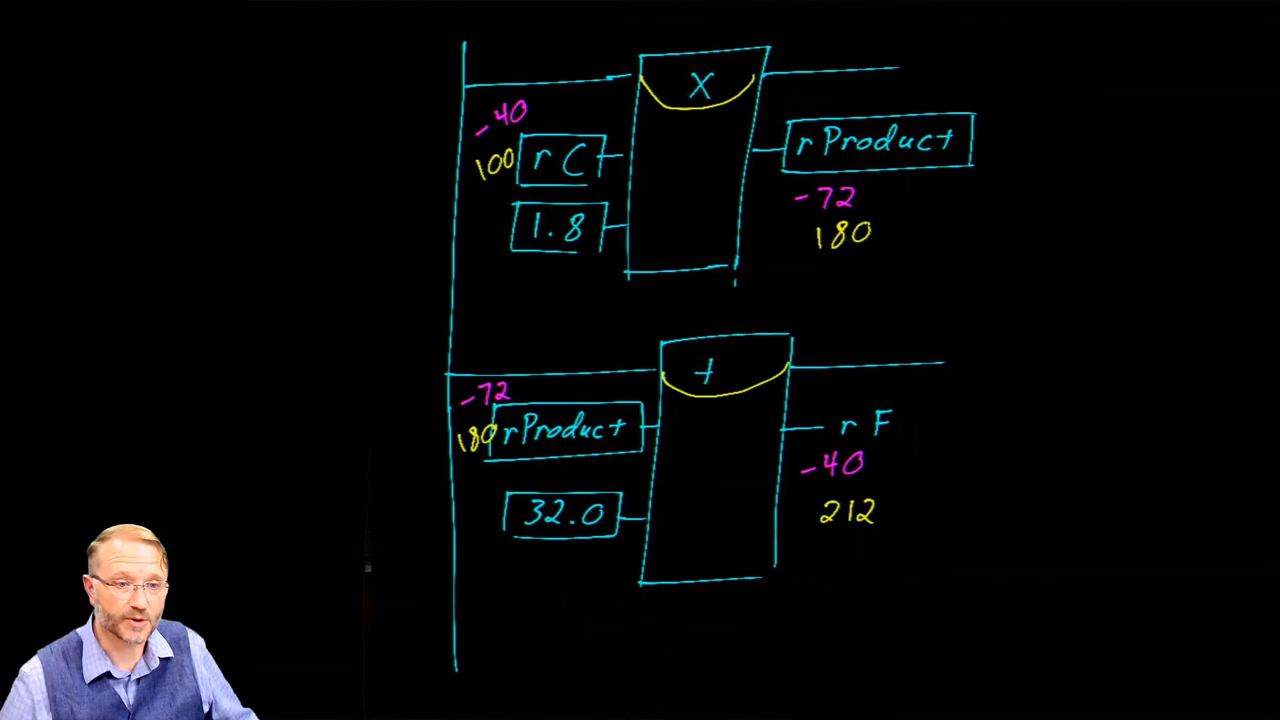 X
-40
100 rC
1.8
rProduct
-72
180
+
-72
180 rProduct
32.0
rF
-40
212